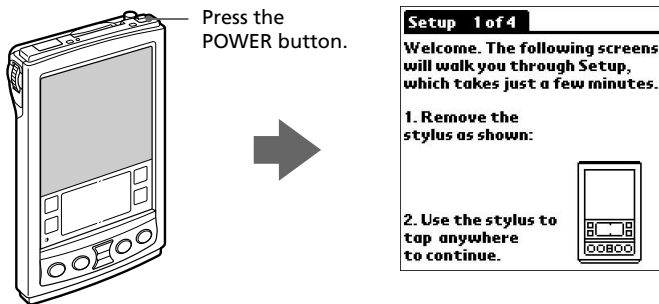 Press the
POWER button.
Setup 1 of 4
Welcome. The following screens
will walk you through Setup,
which takes just a few minutes.
1. Remove the
stylus as shown:
2. Use the stylus to
tap anywhere
to continue.